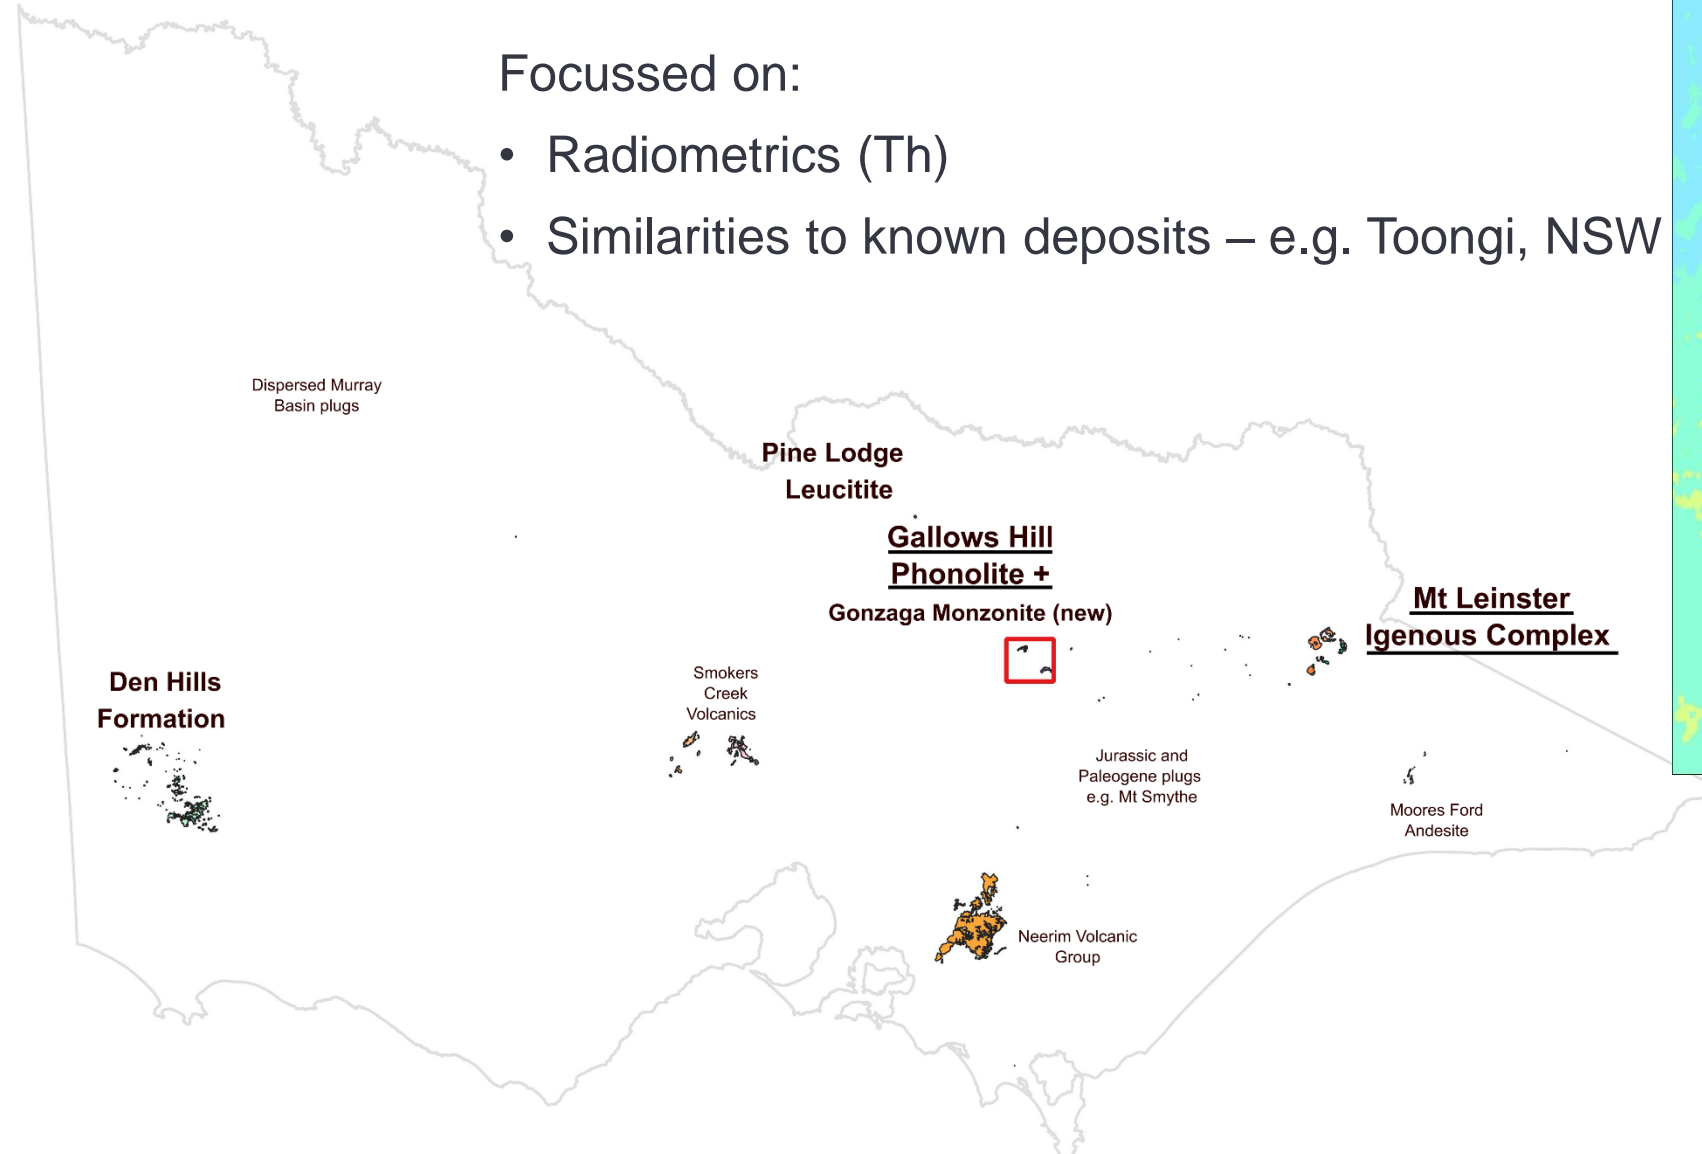 Focussed on:
• Radiometrics (Th)
• Similarities to known deposits – e.g. Toongi, NSW
Dispersed Murray
Basin plugs
Pine Lodge
Leucitite
Gallows Hill
Phonolite +
Gonzaga Monzonite (new)
Mt Leinster
Igenous Complex
Den Hills
Formation
Smokers
Creek
Volcanics
Jurassic and
Paleogene plugs
e.g. Mt Smythe
Moores Ford
Andesite
Neerim Volcanic
Group